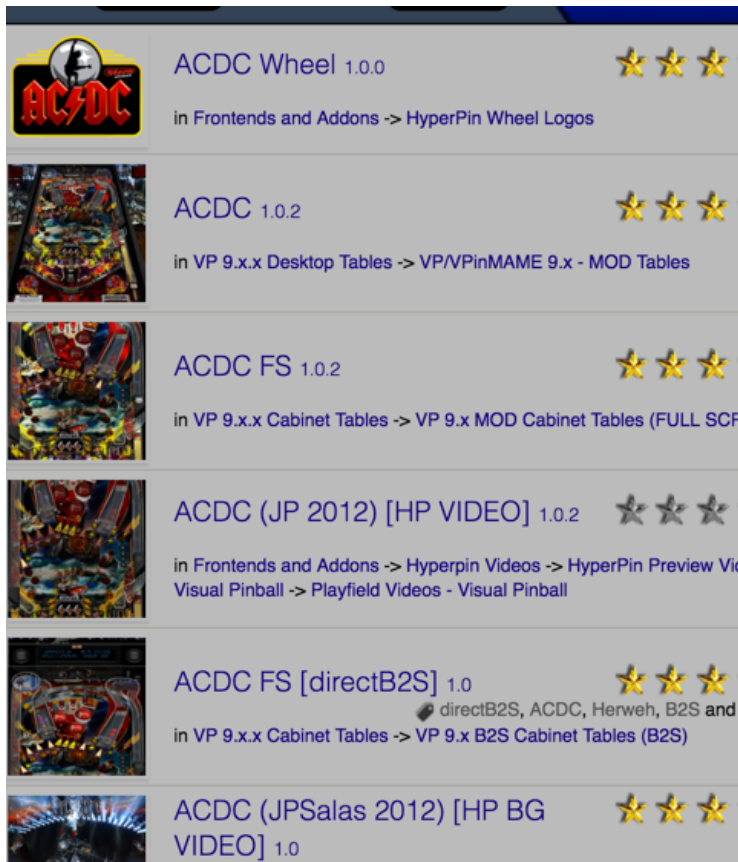 AC/DC
ACDC Wheel 1.0.0
in Frontends and Addons -> HyperPin Wheel Logos
ACDC 1.0.2
in VP 9.x.x Desktop Tables -> VP/VPinMAME 9.x - MOD Tables
ACDC FS 1.0.2
in VP 9.x.x Cabinet Tables -> VP 9.x MOD Cabinet Tables (FULL SCR
ACDC (JP 2012) [HP VIDEO] 1.0.2
in Frontends and Addons -> Hyperpin Videos -> HyperPin Preview Vid
Visual Pinball -> Playfield Videos - Visual Pinball
ACDC FS [directB2S] 1.0
directB2S, ACDC, Herweh, B2S and
in VP 9.x.x Cabinet Tables -> VP 9.x B2S Cabinet Tables (B2S)
ACDC (JPSalas 2012) [HP BG
VIDEO] 1.0